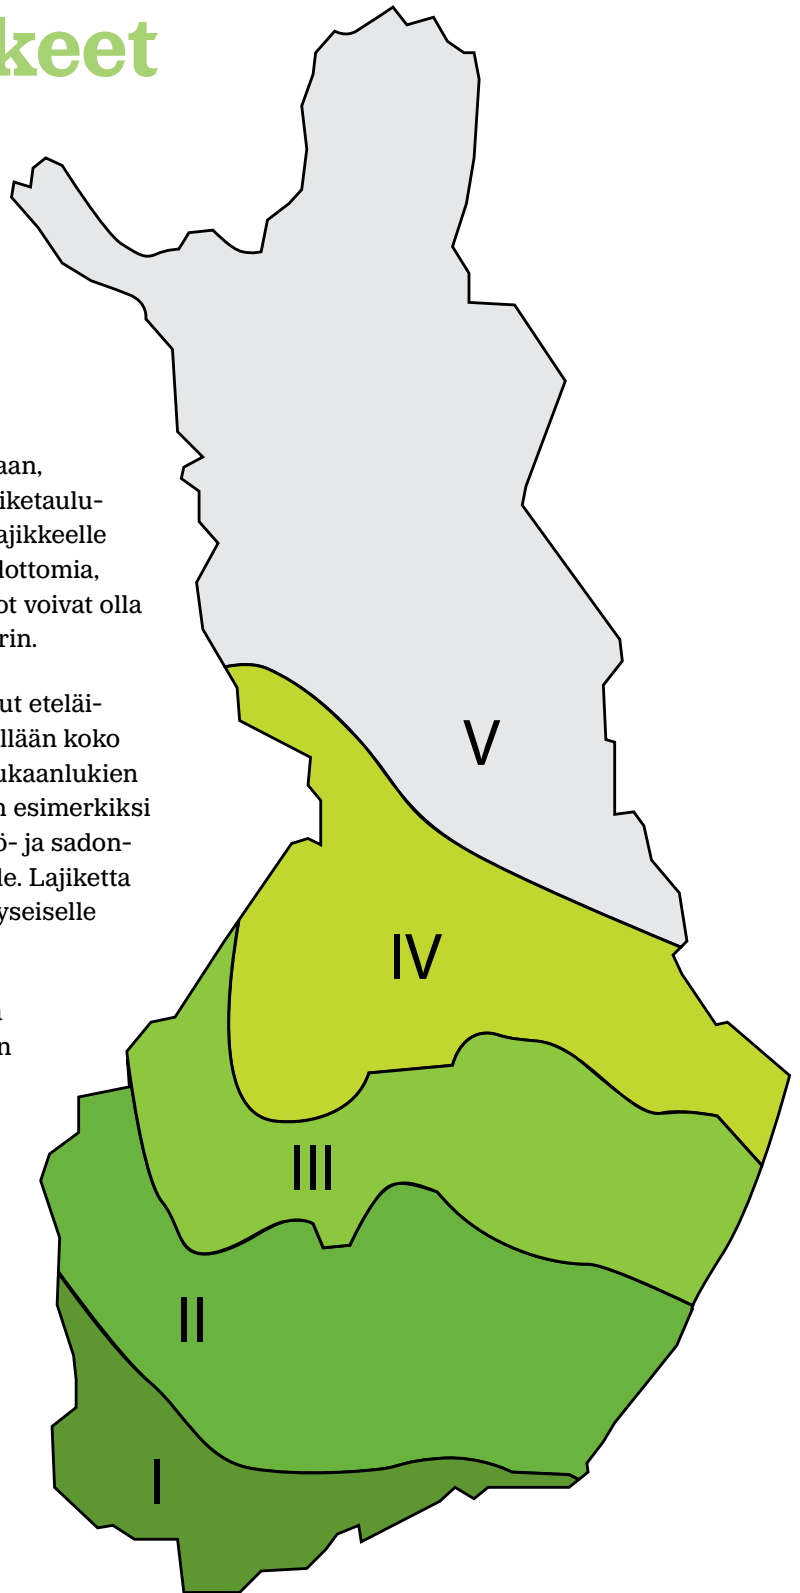 keet
aan,
iketaulu-
ajikkeelle
lottomia,
ot voivat olla
rin.
ut eteläi-
llään koko
ukaanlukien
n esimerkiksi
ö- ja sadon-
le. Lajiketta
yseiselle
n
V
IV
III
II
I